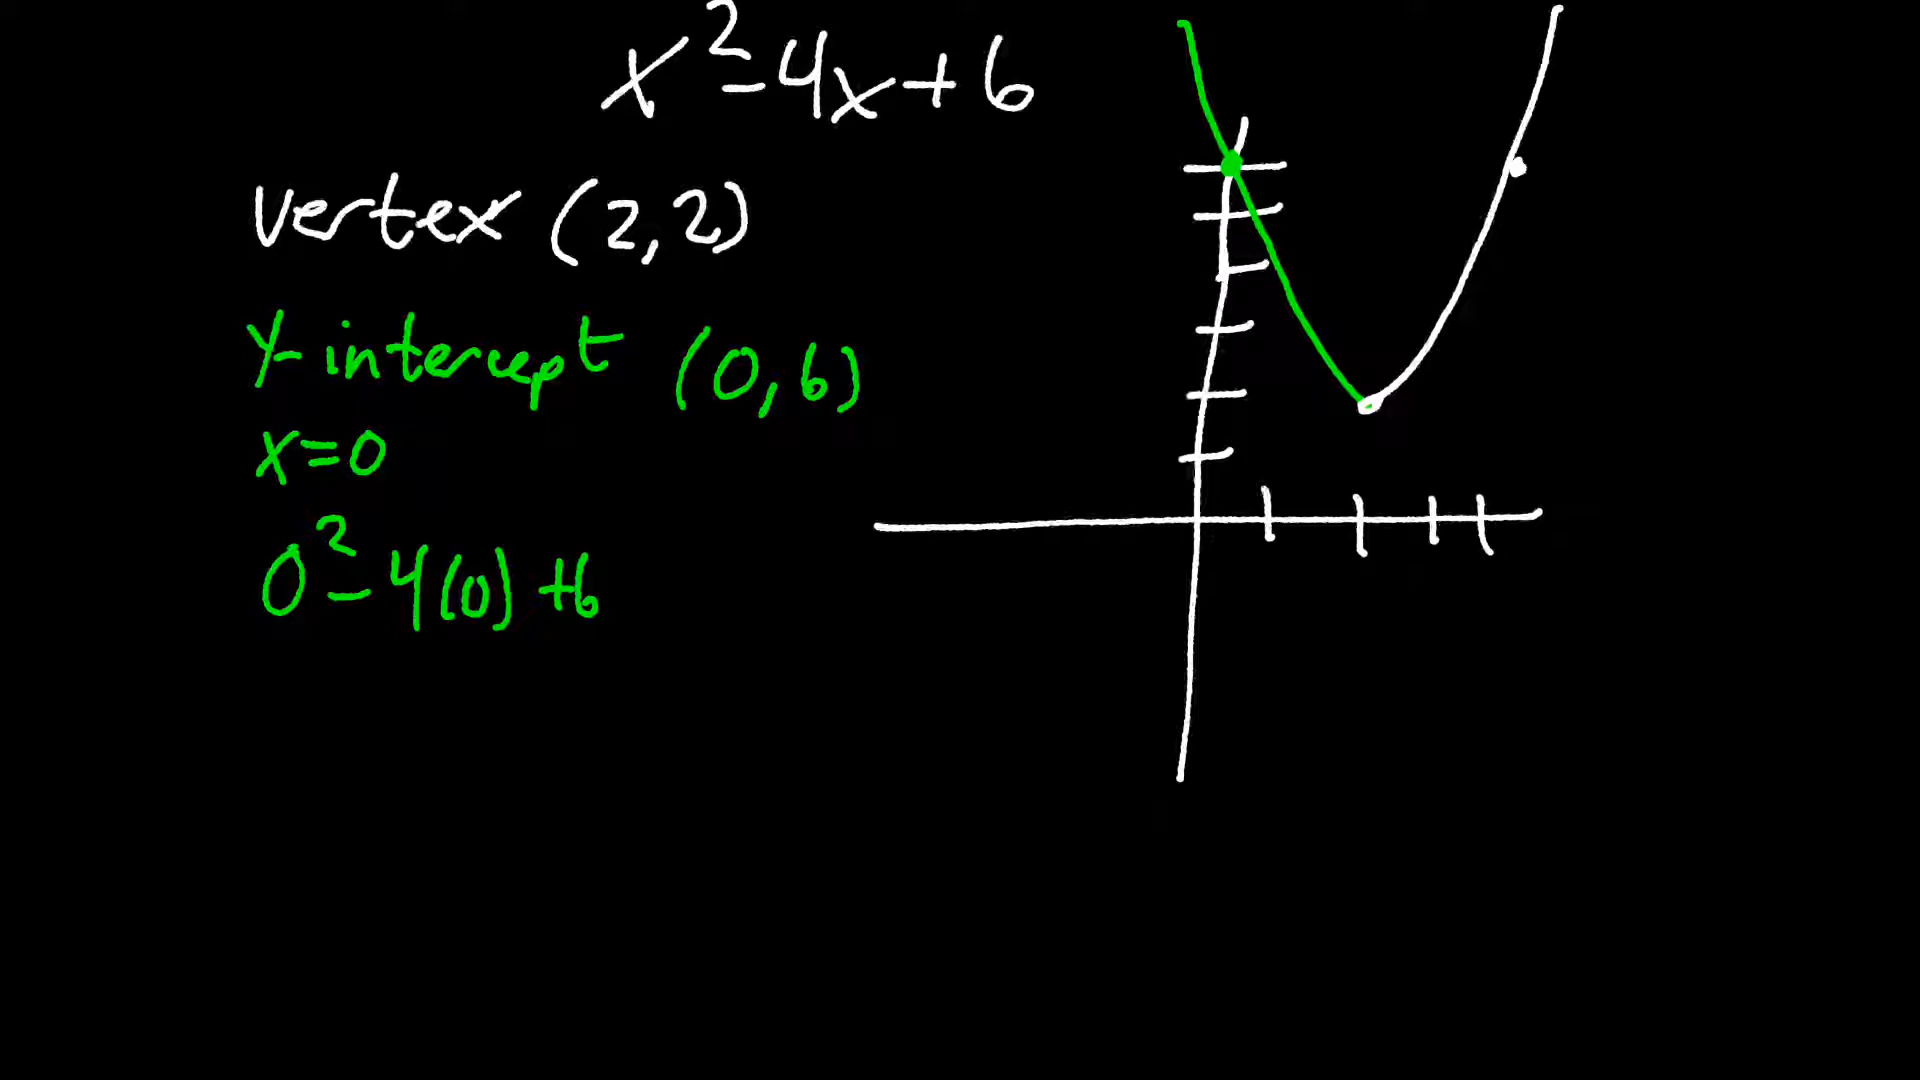 x²-4x+6
vertex (2,2)
y-intercept (0,6)
x=0
0²-4(0)+6